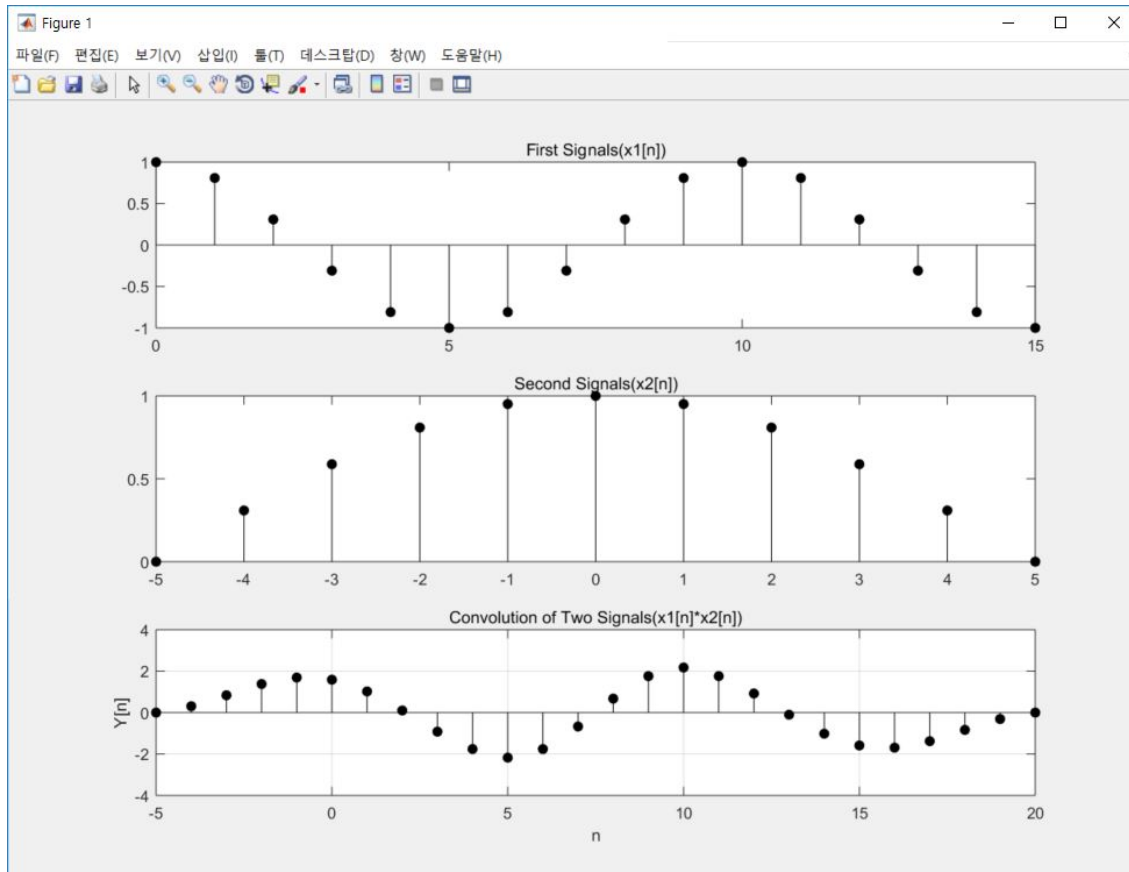 Figure 1
파일(F) 편집(E) 보기(V) 삽입(I) 툴(T) 데스크탑(D) 창(W) 도움말(H)
First Signals(x1[n])
1
0.5
0
-0.5
-1
0 5 10 15
Second Signals(x2[n])
1
0.5
0
-5 -4 -3 -2 -1 0 1 2 3 4 5
Convolution of Two Signals(x1[n]*x2[n])
Y[n]
4
2
0
-2
-4
-5 0 5 10 15 20
n